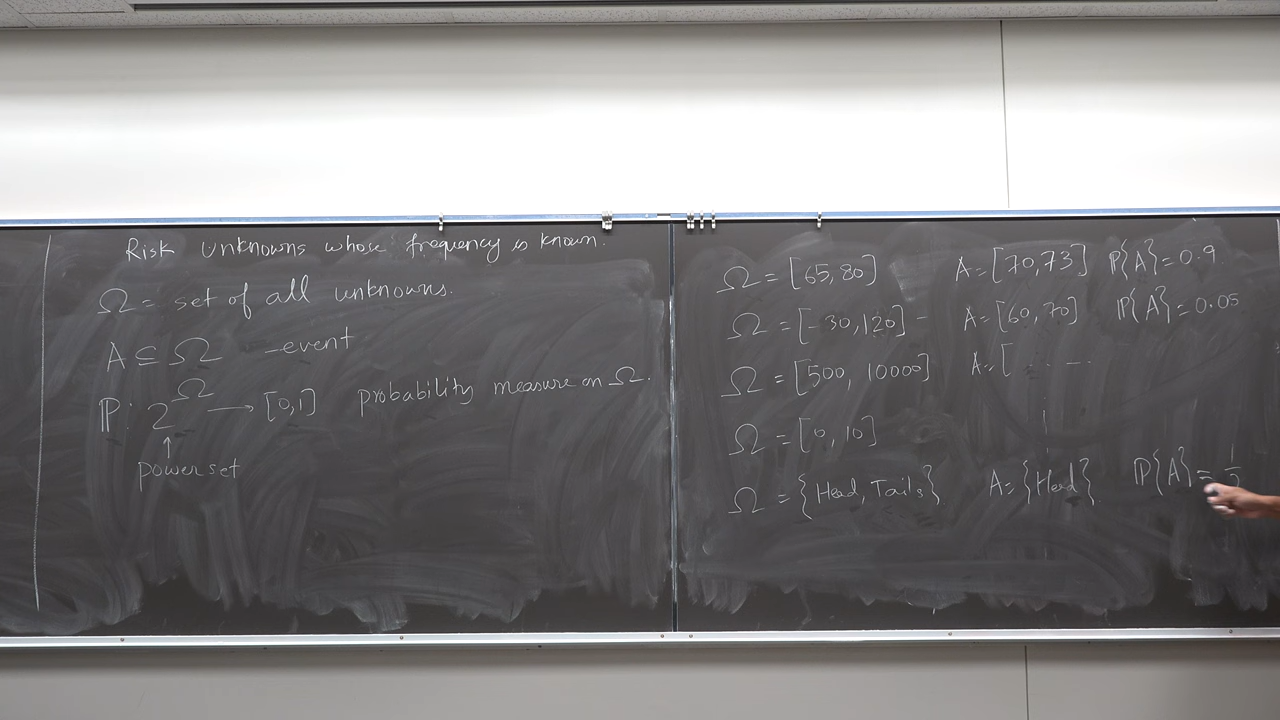 Risk unknowns whose frequency is known.
Ω = set of all unknowns.
A ⊆ Ω - event
ℙ: 2^Ω → [0,1] probability measure on Ω.
↑
power set
Ω = [65, 80] A = [70, 73] ℙ{A} = 0.9
Ω = [-30, 120] - A = [60, 70] ℙ{A} = 0.05
Ω = [500, 10000] A = [ . . - - .
Ω = [0, 10]
Ω = {Head, Tails} A = {Head} ℙ{A} = 1/2